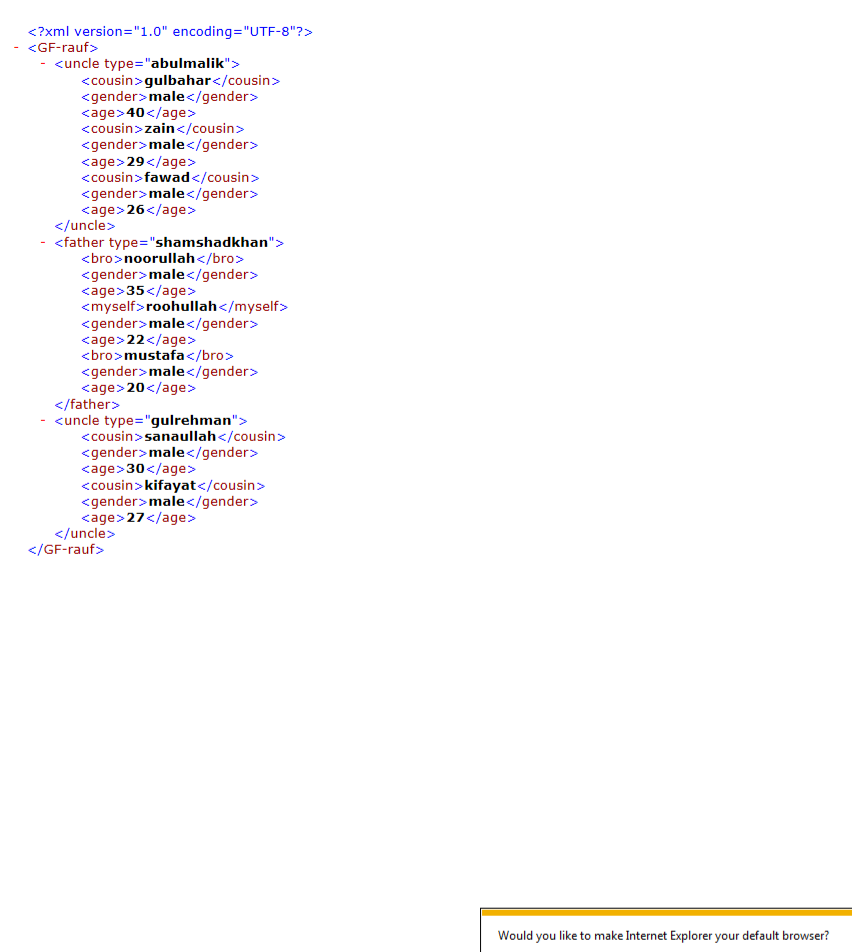 <?xml version="1.0" encoding="UTF-8"?>
- <GF-rauf>
- <uncle type="abulmalik">
<cousin>gulbahar</cousin>
<gender>male</gender>
<age>40</age>
<cousin>zain</cousin>
<gender>male</gender>
<age>29</age>
<cousin>fawad</cousin>
<gender>male</gender>
<age>26</age>
</uncle>
- <father type="shamshadkhan">
<bro>noorullah</bro>
<gender>male</gender>
<age>35</age>
<myself>roohullah</myself>
<gender>male</gender>
<age>22</age>
<bro>mustafa</bro>
<gender>male</gender>
<age>20</age>
</father>
- <uncle type="gulrehman">
<cousin>sanaullah</cousin>
<gender>male</gender>
<age>30</age>
<cousin>kifayat</cousin>
<gender>male</gender>
<age>27</age>
</uncle>
</GF-rauf>
Would you like to make Internet Explorer your default browser?